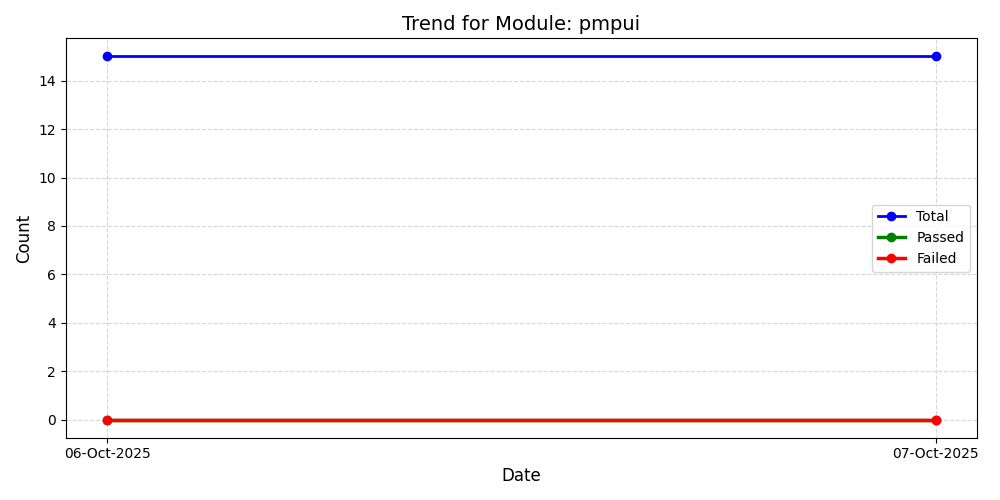 Trend for Module: pmpui
Count
14
12
10
8
6
4
2
0
Total
Passed
Failed
06-Oct-2025
07-Oct-2025
Date